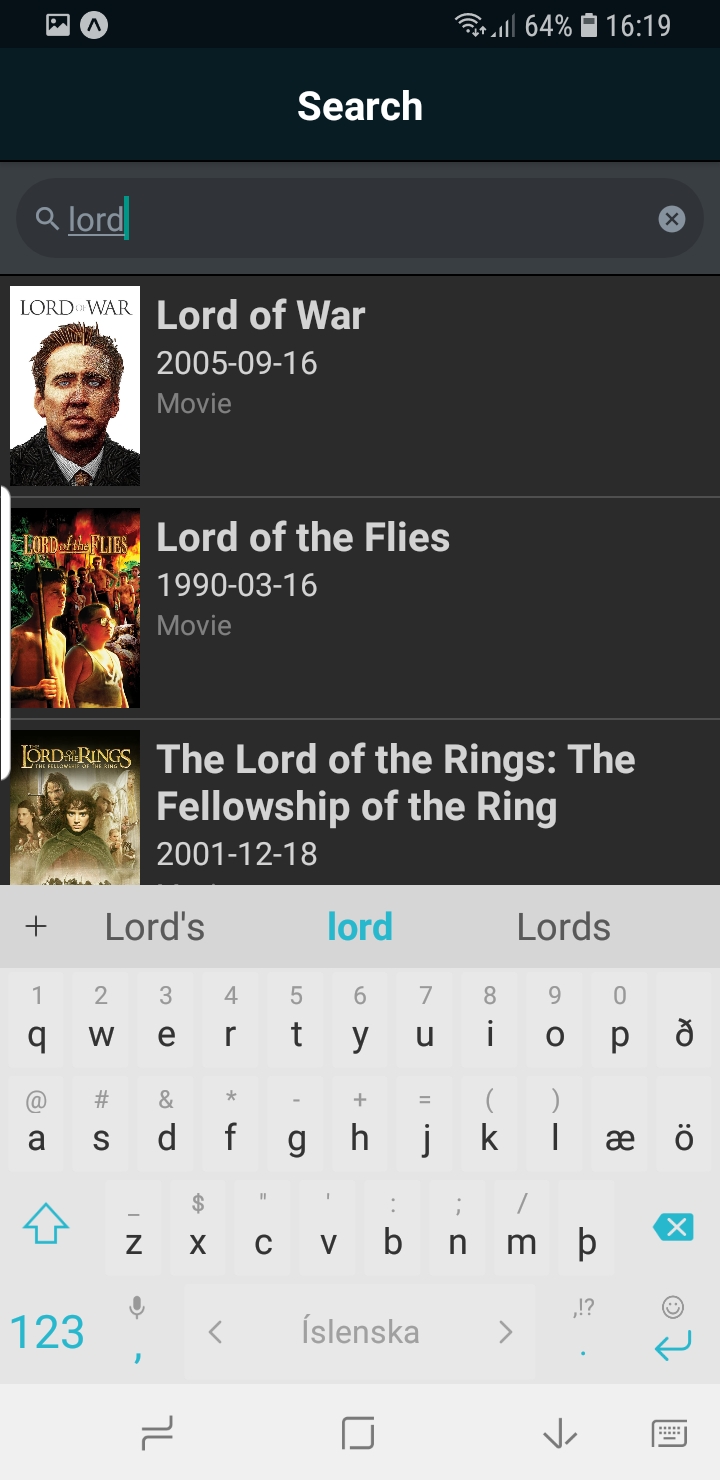 64% 16:19
Search
lord
LORD OF WAR
Lord of War
2005-09-16
Movie
LORD of the FLIES
Lord of the Flies
1990-03-16
Movie
THE LORD OF THE RINGS
THE FELLOWSHIP OF THE RING
The Lord of the Rings: The
Fellowship of the Ring
2001-12-18
+ Lord's lord Lords
1 2 3 4 5 6 7 8 9 0
q w e r t y u i o p ð
@ # & * - + = ( )
a s d f g h j k l æ ö
_ $ " ' : ; /
z x c v b n m þ
,!?
123 , < Íslenska > .